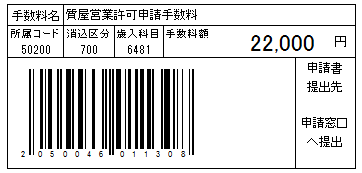 手数料名 質屋営業許可申請手数料
所属コード 消込区分 歳入科目 手数料額
50200 700 6481 22,000 円
申請書
提出先
申請窓口
へ提出
2050046011308